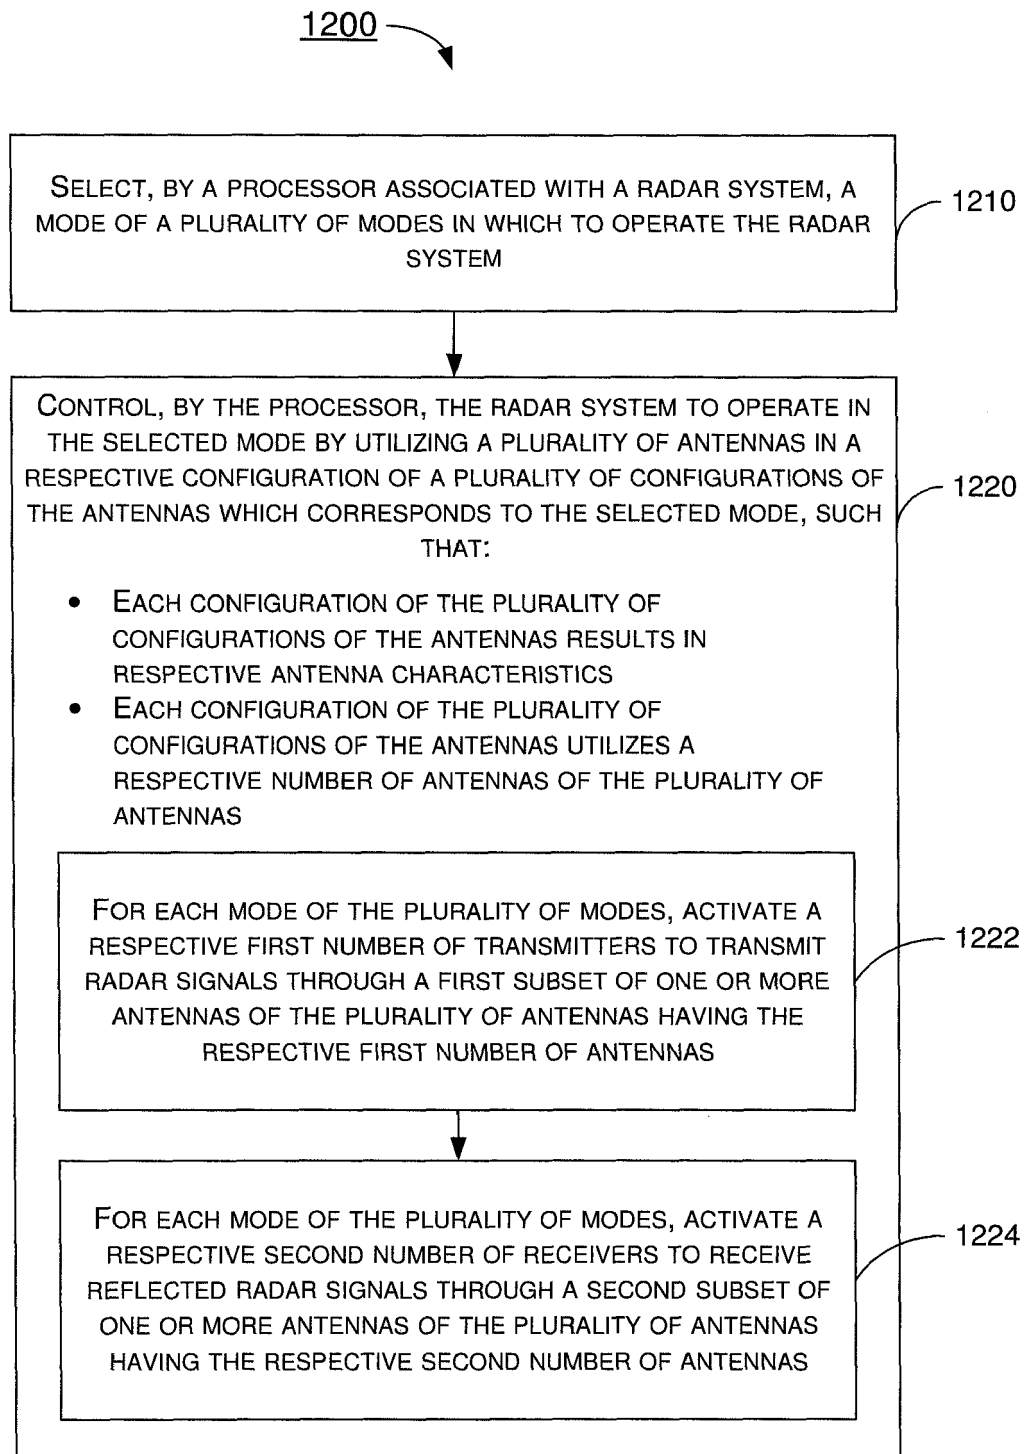 1200
SELECT, BY A PROCESSOR ASSOCIATED WITH A RADAR SYSTEM, A
MODE OF A PLURALITY OF MODES IN WHICH TO OPERATE THE RADAR
SYSTEM
1210
CONTROL, BY THE PROCESSOR, THE RADAR SYSTEM TO OPERATE IN
THE SELECTED MODE BY UTILIZING A PLURALITY OF ANTENNAS IN A
RESPECTIVE CONFIGURATION OF A PLURALITY OF CONFIGURATIONS OF
THE ANTENNAS WHICH CORRESPONDS TO THE SELECTED MODE, SUCH
THAT:
1220
• EACH CONFIGURATION OF THE PLURALITY OF
CONFIGURATIONS OF THE ANTENNAS RESULTS IN
RESPECTIVE ANTENNA CHARACTERISTICS
• EACH CONFIGURATION OF THE PLURALITY OF
CONFIGURATIONS OF THE ANTENNAS UTILIZES A
RESPECTIVE NUMBER OF ANTENNAS OF THE PLURALITY OF
ANTENNAS
FOR EACH MODE OF THE PLURALITY OF MODES, ACTIVATE A
RESPECTIVE FIRST NUMBER OF TRANSMITTERS TO TRANSMIT
RADAR SIGNALS THROUGH A FIRST SUBSET OF ONE OR MORE
ANTENNAS OF THE PLURALITY OF ANTENNAS HAVING THE
RESPECTIVE FIRST NUMBER OF ANTENNAS
1222
FOR EACH MODE OF THE PLURALITY OF MODES, ACTIVATE A
RESPECTIVE SECOND NUMBER OF RECEIVERS TO RECEIVE
REFLECTED RADAR SIGNALS THROUGH A SECOND SUBSET OF
ONE OR MORE ANTENNAS OF THE PLURALITY OF ANTENNAS
HAVING THE RESPECTIVE SECOND NUMBER OF ANTENNAS
1224